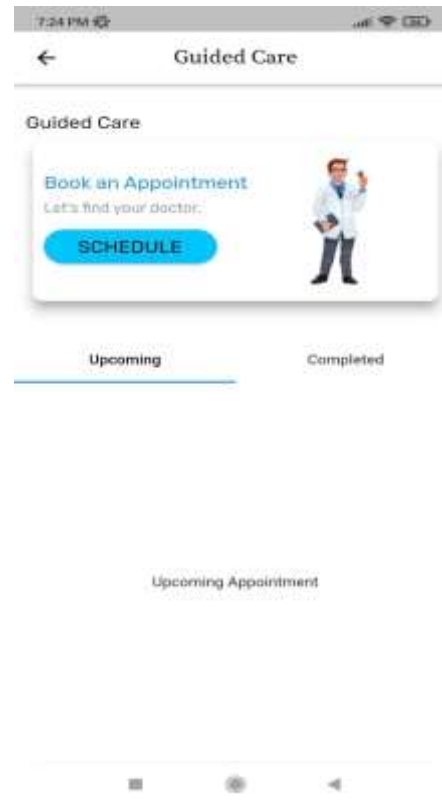 7:24 PM
Guided Care
Guided Care
Book an Appointment
Let's find your doctor.
SCHEDULE
Upcoming
Completed
Upcoming Appointment